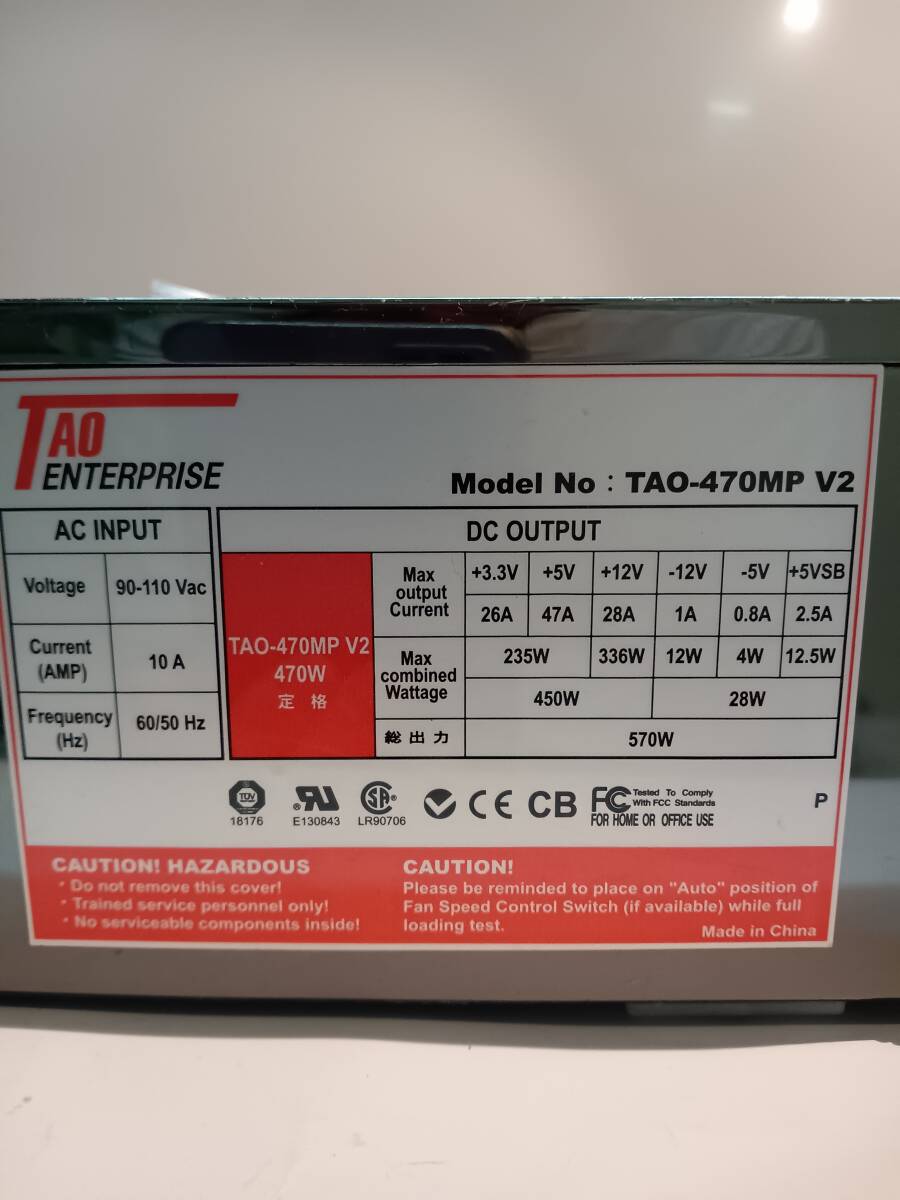 TAO
ENTERPRISE
Model No : TAO-470MP V2
AC INPUT
Voltage 90-110 Vac
Current (AMP) 10 A
Frequency (Hz) 60/50 Hz
DC OUTPUT
TAO-470MP V2
470W
定格
Max output Current +3.3V +5V +12V -12V -5V +5VSB
26A 47A 28A 1A 0.8A 2.5A
Max combined Wattage 235W 336W 12W 4W 12.5W
450W 28W
総出力 570W
TÜV
18176
RU
®
E130843
SA
®
LR90706
CE
CB
FC Tested To Comply
With FCC Standards
FOR HOME OR OFFICE USE
P
CAUTION! HAZARDOUS
・Do not remove this cover!
・Trained service personnel only!
・No serviceable components inside!
CAUTION!
Please be reminded to place on "Auto" position of
Fan Speed Control Switch (if available) while full
loading test.
Made in China